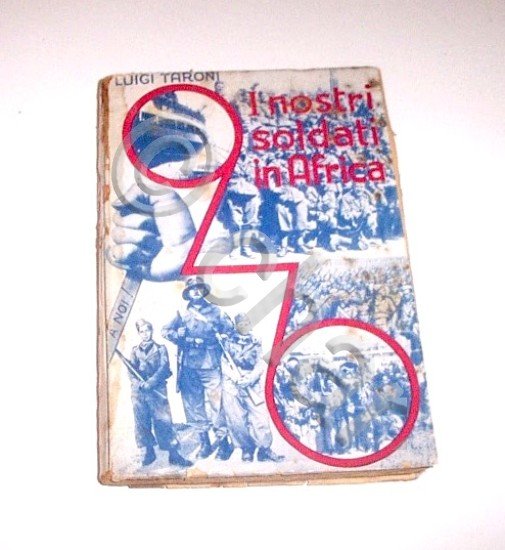 LUIGI TARONI
I nostri
soldati
in Africa
A NOI!